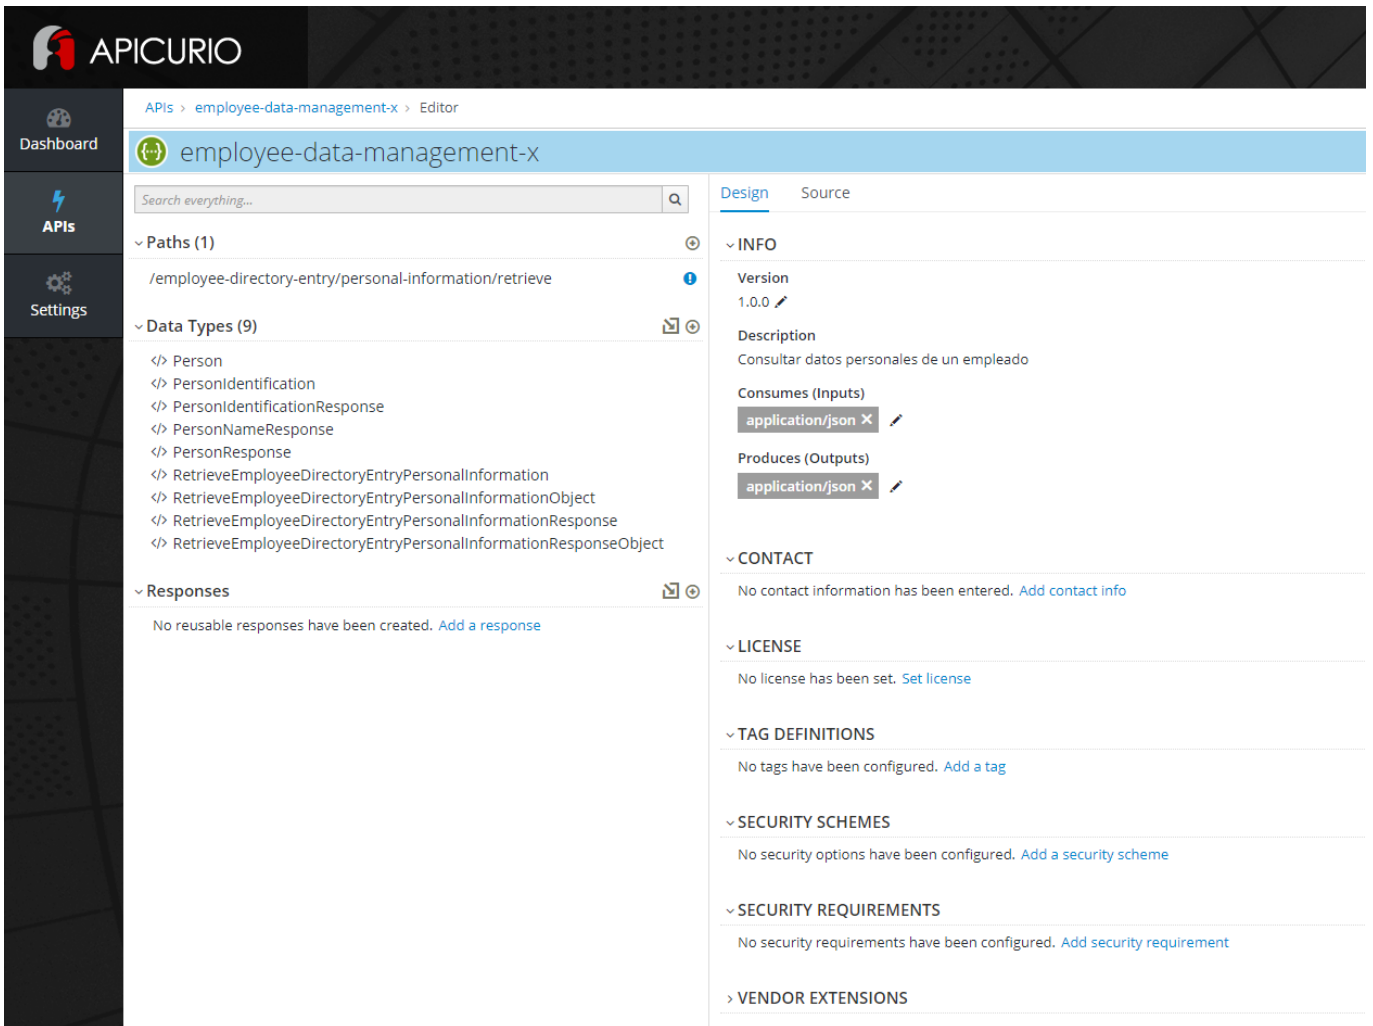 APICURIO
Dashboard
APIs
Settings
APIs › employee-data-management-x › Editor
employee-data-management-x
Search everything...
Paths (1)
/employee-directory-entry/personal-information/retrieve
Data Types (9)
</> Person
</> PersonIdentification
</> PersonIdentificationResponse
</> PersonNameResponse
</> PersonResponse
</> RetrieveEmployeeDirectoryEntryPersonalInformation
</> RetrieveEmployeeDirectoryEntryPersonalInformationObject
</> RetrieveEmployeeDirectoryEntryPersonalInformationResponse
</> RetrieveEmployeeDirectoryEntryPersonalInformationResponseObject
Responses
No reusable responses have been created. Add a response
Design Source
INFO
Version
1.0.0
Description
Consultar datos personales de un empleado
Consumes (Inputs)
application/json ×
Produces (Outputs)
application/json ×
CONTACT
No contact information has been entered. Add contact info
LICENSE
No license has been set. Set license
TAG DEFINITIONS
No tags have been configured. Add a tag
SECURITY SCHEMES
No security options have been configured. Add a security scheme
SECURITY REQUIREMENTS
No security requirements have been configured. Add security requirement
VENDOR EXTENSIONS